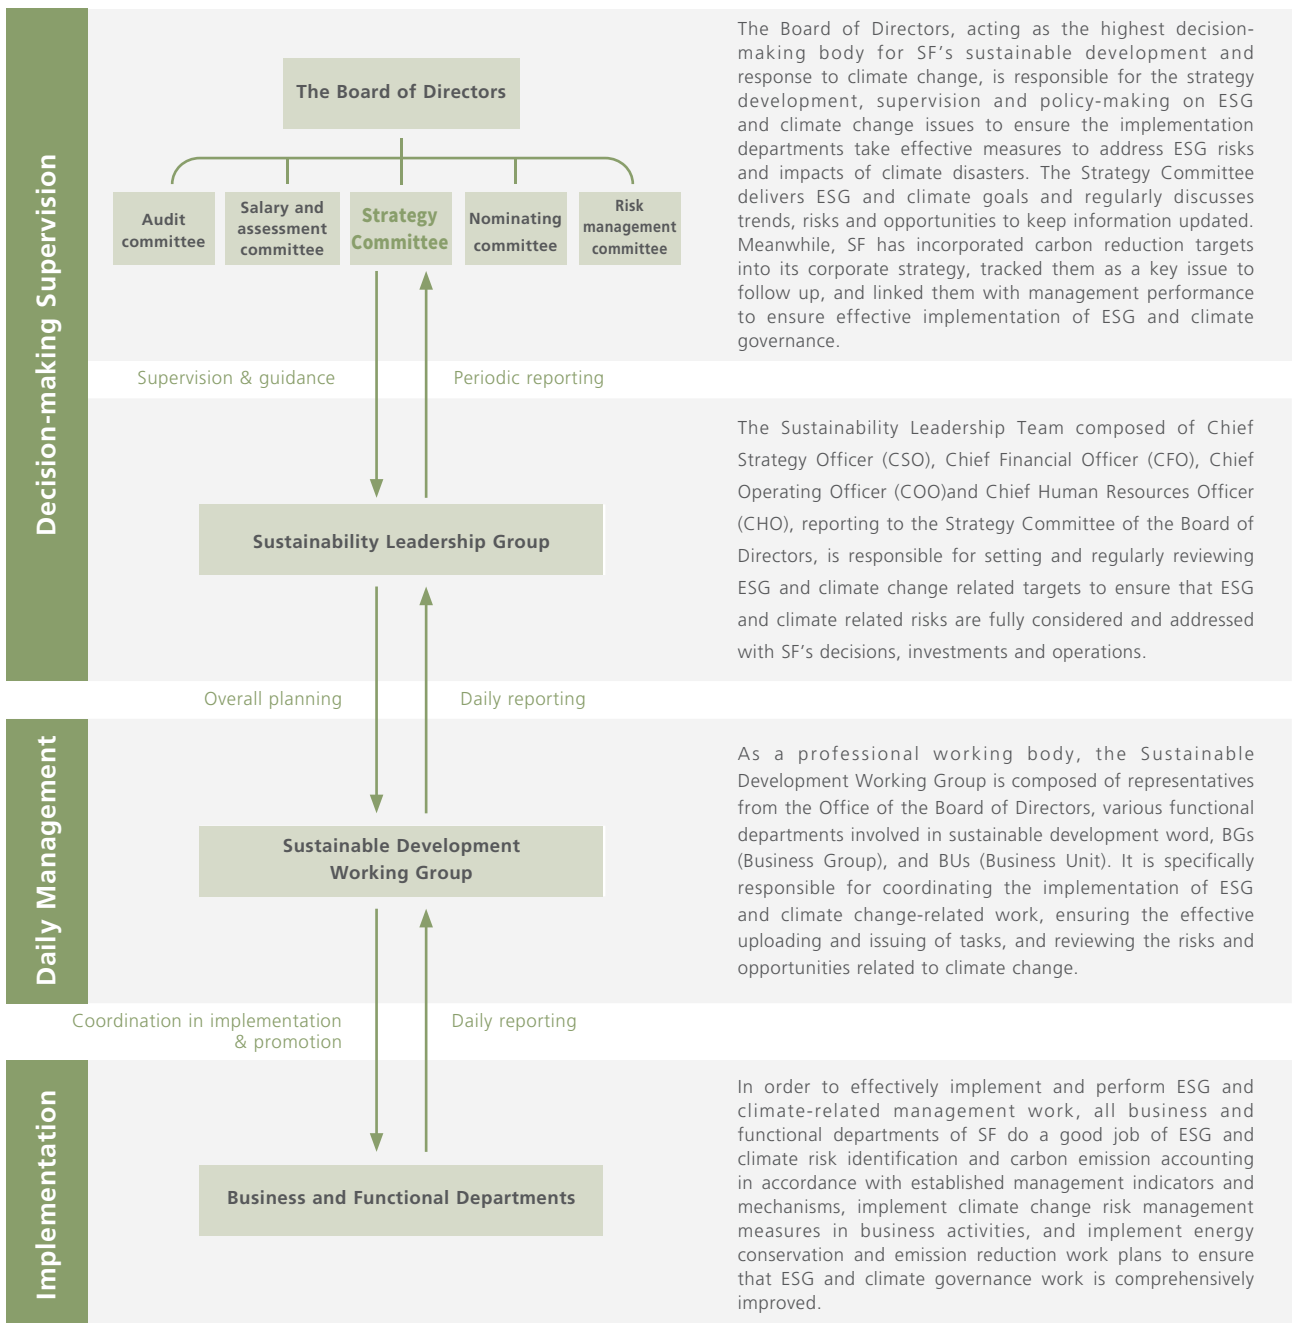 Decision-making Supervision
The Board of Directors
Audit
committee
Salary and
assessment
committee
Strategy
Committee
Nominating
committee
Risk
management
committee
The Board of Directors, acting as the highest decision-
making body for SF's sustainable development and
response to climate change, is responsible for the strategy
development, supervision and policy-making on ESG
and climate change issues to ensure the implementation
departments take effective measures to address ESG risks
and impacts of climate disasters. The Strategy Committee
delivers ESG and climate goals and regularly discusses
trends, risks and opportunities to keep information updated.
Meanwhile, SF has incorporated carbon reduction targets
into its corporate strategy, tracked them as a key issue to
follow up, and linked them with management performance
to ensure effective implementation of ESG and climate
governance.
Supervision & guidance
Periodic reporting
Sustainability Leadership Group
The Sustainability Leadership Team composed of Chief
Strategy Officer (CSO), Chief Financial Officer (CFO), Chief
Operating Officer (COO)and Chief Human Resources Officer
(CHO), reporting to the Strategy Committee of the Board of
Directors, is responsible for setting and regularly reviewing
ESG and climate change related targets to ensure that ESG
and climate related risks are fully considered and addressed
with SF's decisions, investments and operations.
Overall planning
Daily reporting
Daily Management
Sustainable Development
Working Group
As a professional working body, the Sustainable
Development Working Group is composed of representatives
from the Office of the Board of Directors, various functional
departments involved in sustainable development word, BGs
(Business Group), and BUs (Business Unit). It is specifically
responsible for coordinating the implementation of ESG
and climate change-related work, ensuring the effective
uploading and issuing of tasks, and reviewing the risks and
opportunities related to climate change.
Coordination in implementation
& promotion
Daily reporting
Implementation
Business and Functional Departments
In order to effectively implement and perform ESG and
climate-related management work, all business and
functional departments of SF do a good job of ESG and
climate risk identification and carbon emission accounting
in accordance with established management indicators and
mechanisms, implement climate change risk management
measures in business activities, and implement energy
conservation and emission reduction work plans to ensure
that ESG and climate governance work is comprehensively
improved.